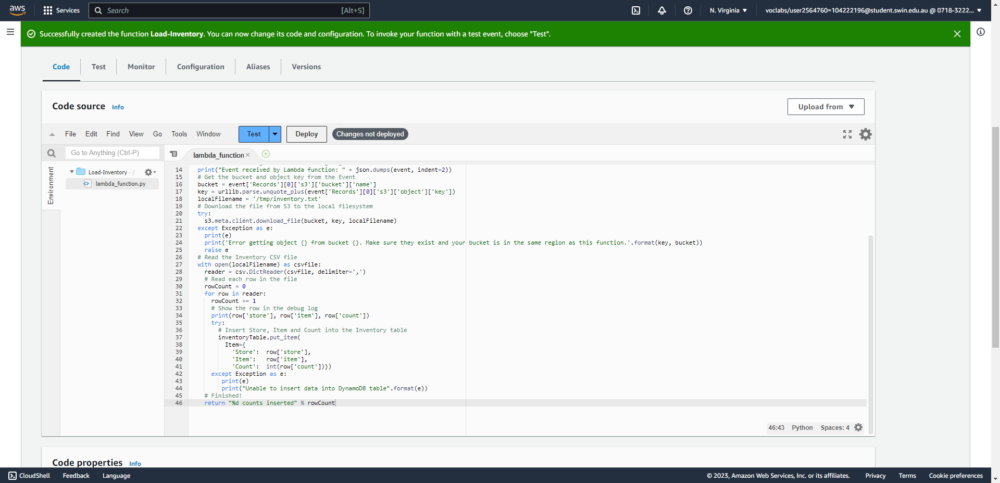 aws
Services
Search
[Alt+S]
N. Virginia
voclabs/user2564760=104222196@student.swin.edu.au @ 0718-3222...
Successfully created the function Load-Inventory. You can now change its code and configuration. To invoke your function with a test event, choose "Test".
Code
Test
Monitor
Configuration
Aliases
Versions
Code source Info
Upload from
File Edit Find View Go Tools Window
Test
Deploy
Changes not deployed
Go to Anything (Ctrl-P)
lambda_function
Environment
Load-Inventory - /
lambda_function.py
14 print("Event received by Lambda function: " + json.dumps(event, indent=2))
15 # Get the bucket and object key from the Event
16 bucket = event['Records'][0]['s3']['bucket']['name']
17 key = urllib.parse.unquote_plus(event['Records'][0]['s3']['object']['key'])
18 localFilename = '/tmp/inventory.txt'
19 # Download the file from S3 to the local filesystem
20 try:
21 s3.meta.client.download_file(bucket, key, localFilename)
22 except Exception as e:
23 print(e)
24 print('Error getting object {} from bucket {}. Make sure they exist and your bucket is in the same region as this function.'.format(key, bucket))
25 raise e
26 # Read the Inventory CSV file
27 with open(localFilename) as csvfile:
28 reader = csv.DictReader(csvfile, delimiter=',')
29 # Read each row in the file
30 rowCount = 0
31 for row in reader:
32 rowCount += 1
33 # Show the row in the debug log
34 print(row['store'], row['item'], row['count'])
35 try:
36 # Insert Store, Item and Count into the Inventory table
37 inventoryTable.put_item(
38 Item={
39 'Store': row['store'],
40 'Item': row['item'],
41 'Count': int(row['count'])})
42 except Exception as e:
43 print(e)
44 print("Unable to insert data into DynamoDB table".format(e))
45 # Finished!
46 return "%d counts inserted" % rowCount
46:43 Python Spaces: 4
Code properties Info
CloudShell
Feedback
Language
© 2023, Amazon Web Services, Inc. or its affiliates.
Privacy
Terms
Cookie preferences